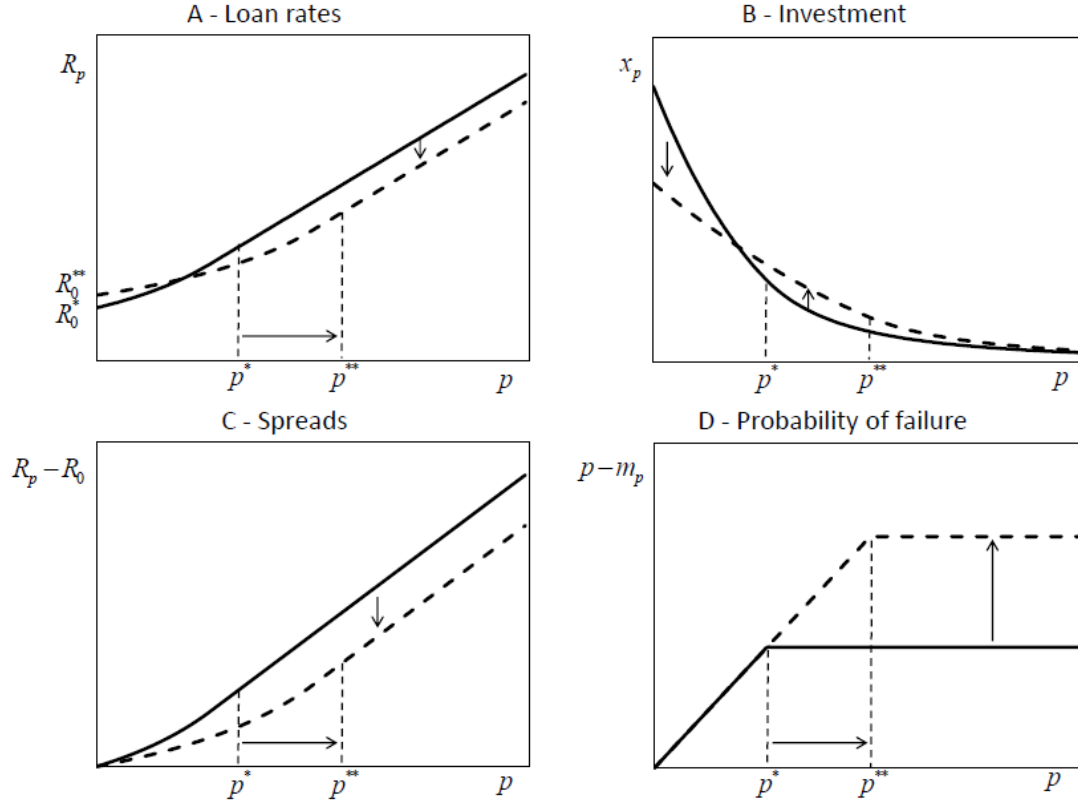 A - Loan rates
R_p
R_0^**
R_0^*
p^* p^** p
B - Investment
x_p
p^* p^** p
C - Spreads
R_p – R_0
p^* p^** p
D - Probability of failure
p – m_p
p^* p^** p